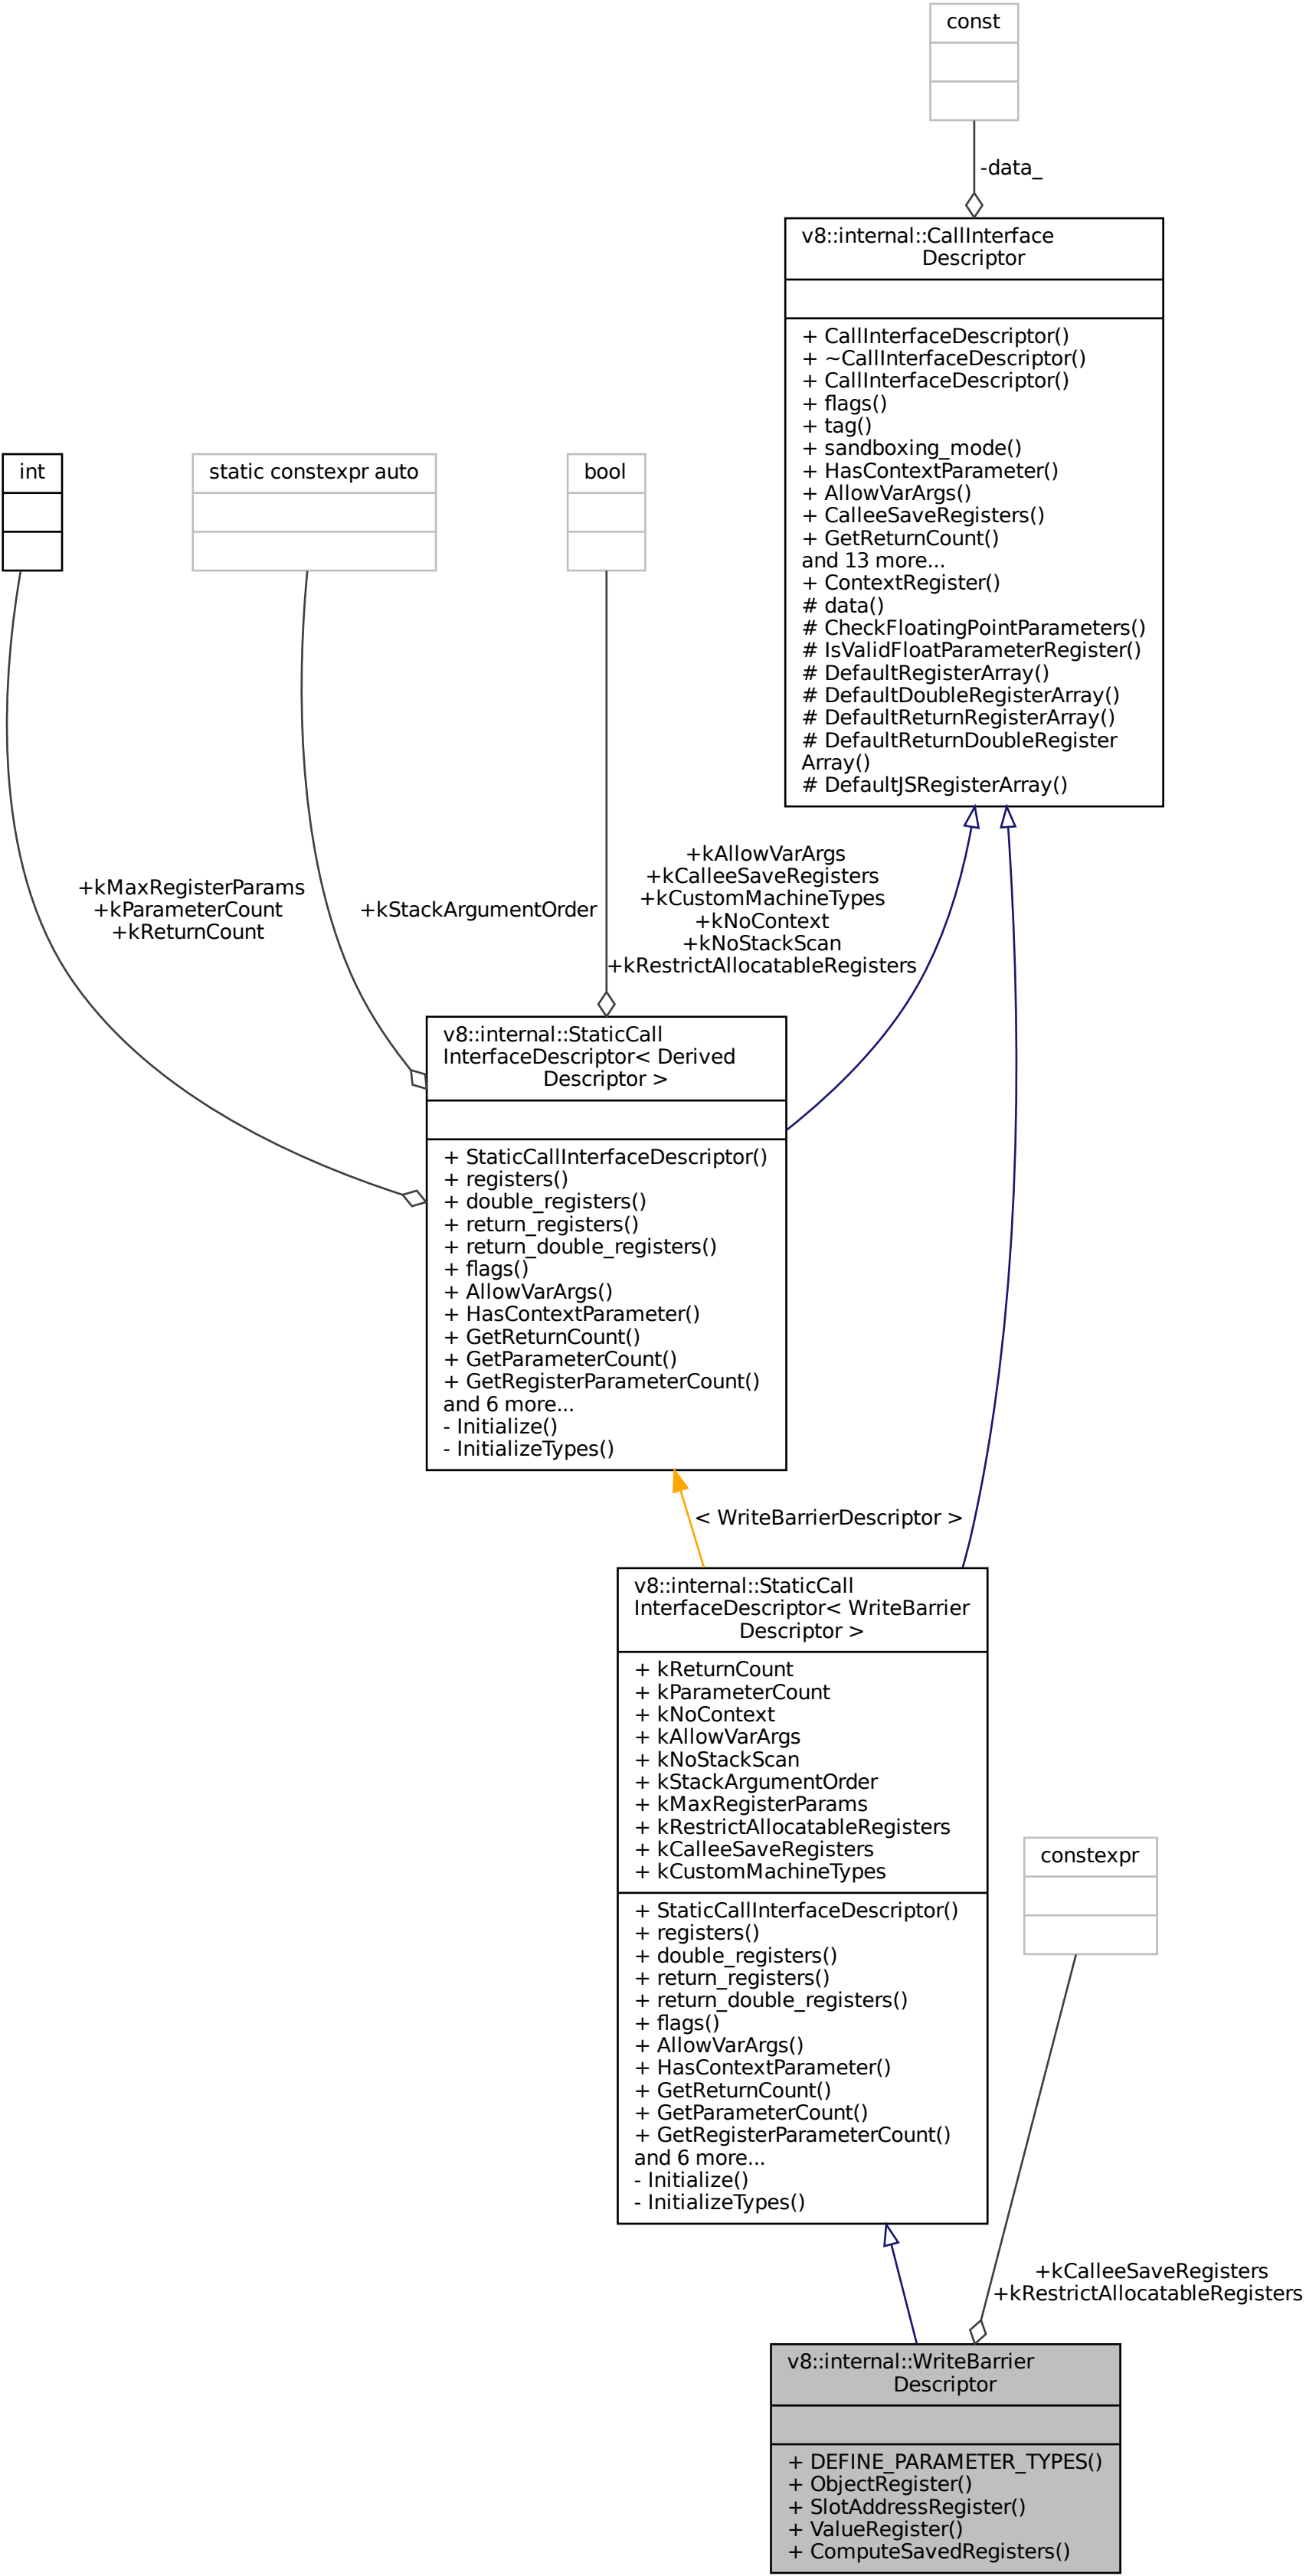 const
-data_
v8::internal::CallInterface
Descriptor
+ CallInterfaceDescriptor()
+ ~CallInterfaceDescriptor()
+ CallInterfaceDescriptor()
+ flags()
+ tag()
+ sandboxing_mode()
+ HasContextParameter()
+ AllowVarArgs()
+ CalleeSaveRegisters()
+ GetReturnCount()
and 13 more...
+ ContextRegister()
# data()
# CheckFloatingPointParameters()
# IsValidFloatParameterRegister()
# DefaultRegisterArray()
# DefaultDoubleRegisterArray()
# DefaultReturnRegisterArray()
# DefaultReturnDoubleRegister
Array()
# DefaultJSRegisterArray()
int
static constexpr auto
bool
+kMaxRegisterParams
+kParameterCount
+kReturnCount
+kStackArgumentOrder
+kAllowVarArgs
+kCalleeSaveRegisters
+kCustomMachineTypes
+kNoContext
+kNoStackScan
+kRestrictAllocatableRegisters
v8::internal::StaticCall
InterfaceDescriptor< Derived
Descriptor >
+ StaticCallInterfaceDescriptor()
+ registers()
+ double_registers()
+ return_registers()
+ return_double_registers()
+ flags()
+ AllowVarArgs()
+ HasContextParameter()
+ GetReturnCount()
+ GetParameterCount()
+ GetRegisterParameterCount()
and 6 more...
- Initialize()
- InitializeTypes()
< WriteBarrierDescriptor >
v8::internal::StaticCall
InterfaceDescriptor< WriteBarrier
Descriptor >
+ kReturnCount
+ kParameterCount
+ kNoContext
+ kAllowVarArgs
+ kNoStackScan
+ kStackArgumentOrder
+ kMaxRegisterParams
+ kRestrictAllocatableRegisters
+ kCalleeSaveRegisters
+ kCustomMachineTypes
+ StaticCallInterfaceDescriptor()
+ registers()
+ double_registers()
+ return_registers()
+ return_double_registers()
+ flags()
+ AllowVarArgs()
+ HasContextParameter()
+ GetReturnCount()
+ GetParameterCount()
+ GetRegisterParameterCount()
and 6 more...
- Initialize()
- InitializeTypes()
constexpr
+kCalleeSaveRegisters
+kRestrictAllocatableRegisters
v8::internal::WriteBarrier
Descriptor
+ DEFINE_PARAMETER_TYPES()
+ ObjectRegister()
+ SlotAddressRegister()
+ ValueRegister()
+ ComputeSavedRegisters()